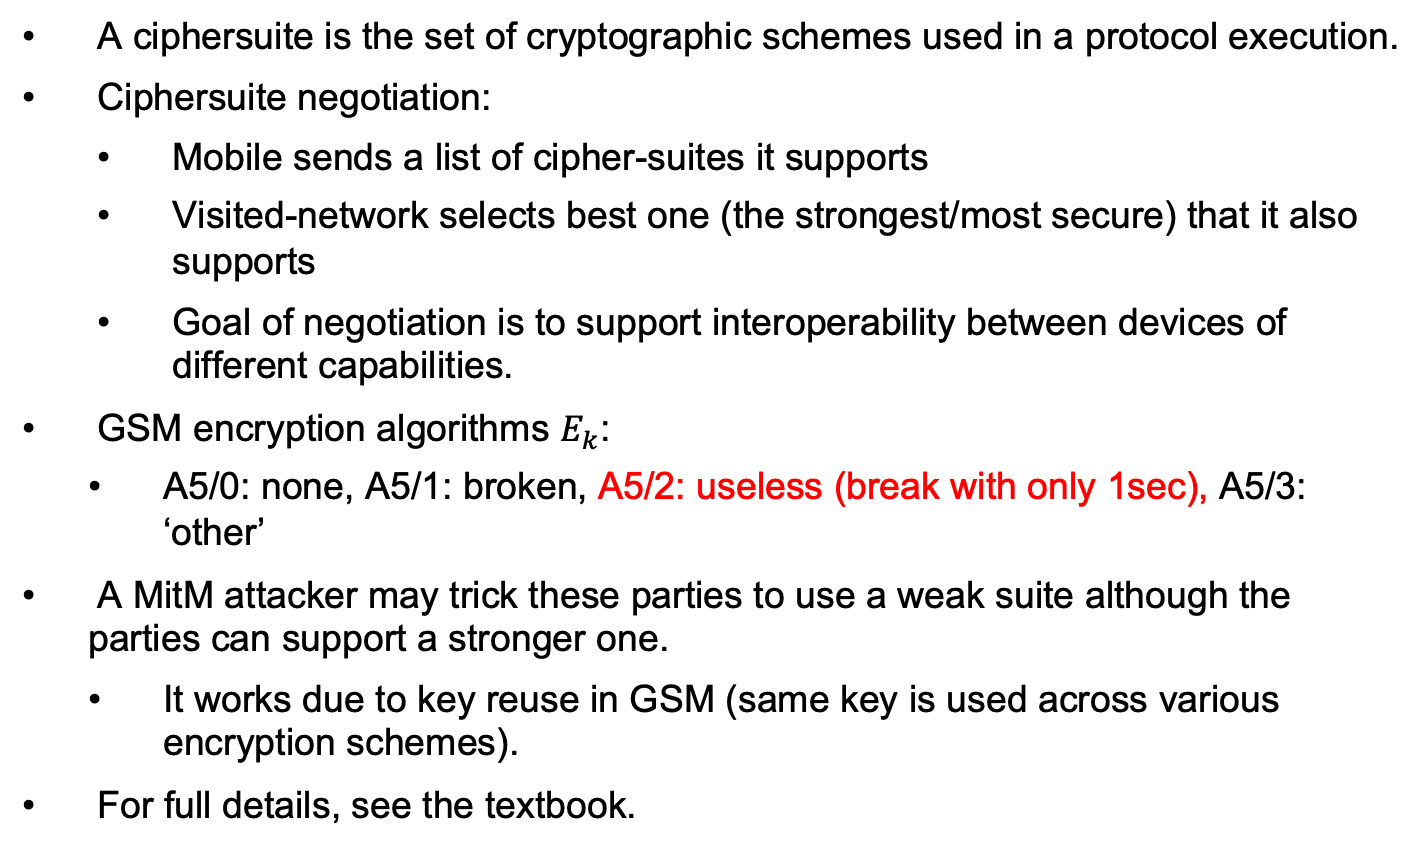 • A ciphersuite is the set of cryptographic schemes used in a protocol execution.
• Ciphersuite negotiation:
• Mobile sends a list of cipher-suites it supports
• Visited-network selects best one (the strongest/most secure) that it also
supports
• Goal of negotiation is to support interoperability between devices of
different capabilities.
• GSM encryption algorithms 𝐸𝑘:
• A5/0: none, A5/1: broken, A5/2: useless (break with only 1sec), A5/3:
‘other’
• A MitM attacker may trick these parties to use a weak suite although the
parties can support a stronger one.
• It works due to key reuse in GSM (same key is used across various
encryption schemes).
• For full details, see the textbook.